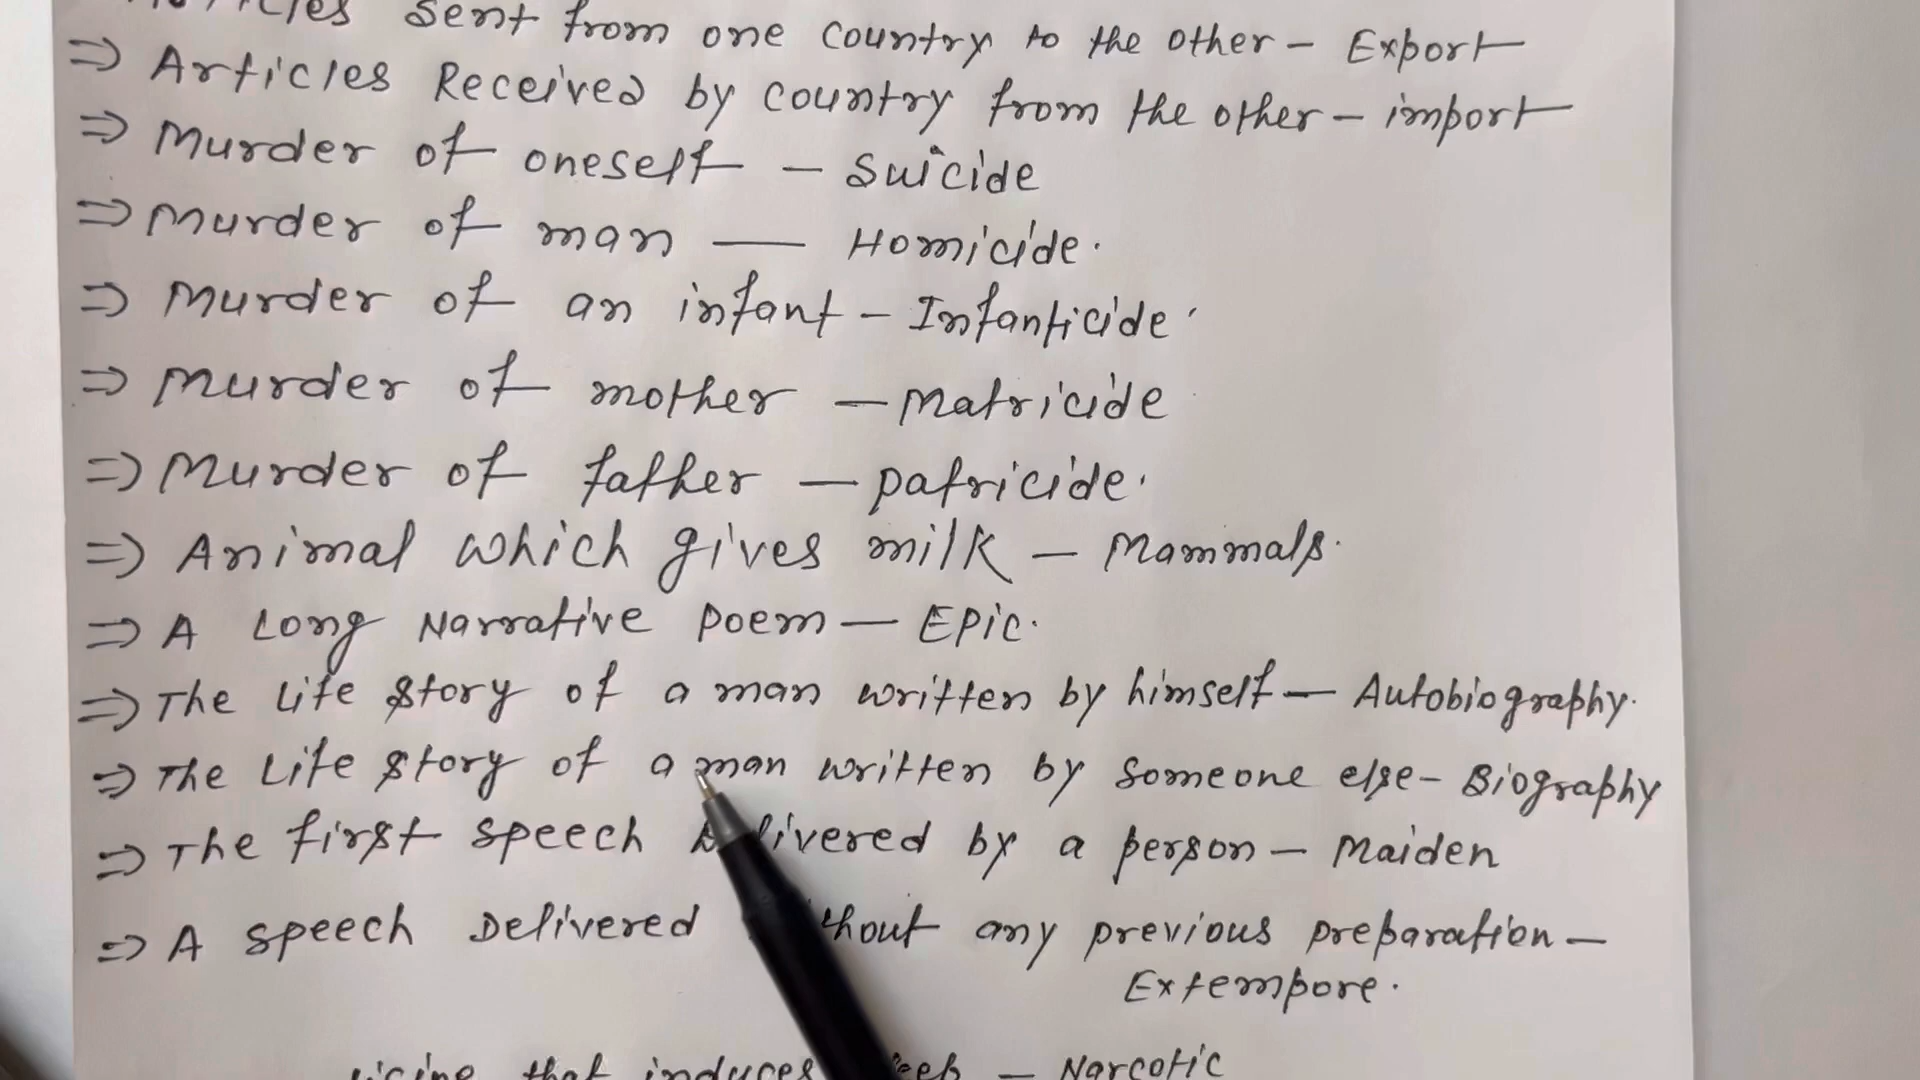 Articles sent from one country to the other - Export
⇒ Articles Received by country from the other - import
⇒ Murder of oneself - Suicide
⇒ Murder of man — Homicide.
⇒ Murder of an infant - Infanticide
⇒ Murder of mother - Matricide
⇒ Murder of father - patricide.
⇒ Animal which gives milk - Mammals.
⇒ A Long Narrative Poem - Epic.
⇒ The Life story of a man written by himself - Autobiography.
⇒ The Life story of a man written by someone else - Biography
⇒ The first speech Delivered by a person - Maiden
⇒ A speech Delivered without any previous preparation -
Extempore.
that induces - Narcotic